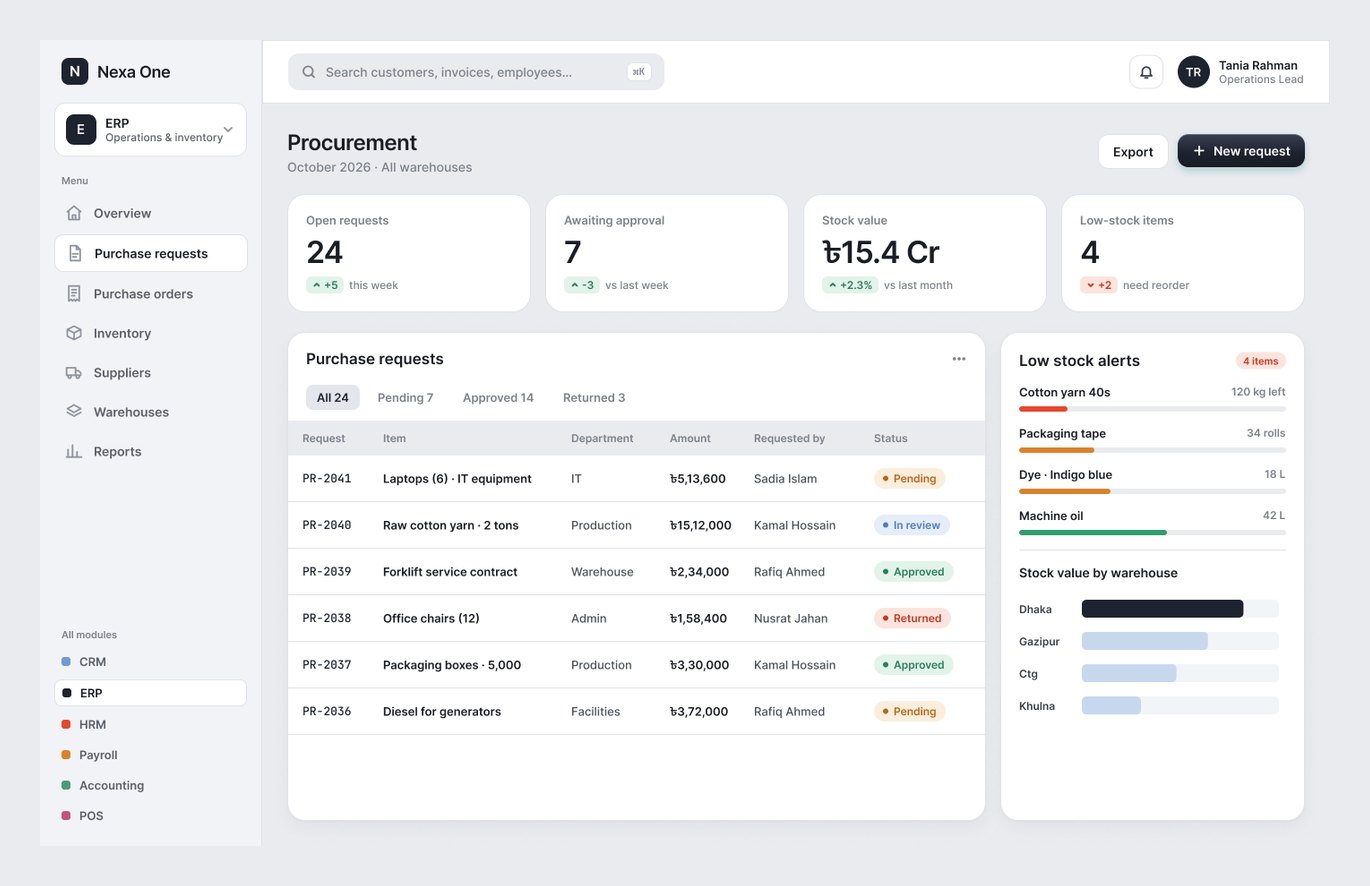 N Nexa One
Search customers, invoices, employees... ⌘K
TR Tania Rahman
Operations Lead
E ERP
Operations & inventory
Menu
Overview
Purchase requests
Purchase orders
Inventory
Suppliers
Warehouses
Reports
All modules
CRM
ERP
HRM
Payroll
Accounting
POS
Procurement
October 2026 · All warehouses
Export
+ New request
Open requests
24
+5 this week
Awaiting approval
7
-3 vs last week
Stock value
৳15.4 Cr
+2.3% vs last month
Low-stock items
4
+2 need reorder
Purchase requests
All 24 Pending 7 Approved 14 Returned 3
Request Item Department Amount Requested by Status
PR-2041 Laptops (6) · IT equipment IT ৳5,13,600 Sadia Islam Pending
PR-2040 Raw cotton yarn · 2 tons Production ৳15,12,000 Kamal Hossain In review
PR-2039 Forklift service contract Warehouse ৳2,34,000 Rafiq Ahmed Approved
PR-2038 Office chairs (12) Admin ৳1,58,400 Nusrat Jahan Returned
PR-2037 Packaging boxes · 5,000 Production ৳3,30,000 Kamal Hossain Approved
PR-2036 Diesel for generators Facilities ৳3,72,000 Rafiq Ahmed Pending
Low stock alerts 4 items
Cotton yarn 40s 120 kg left
Packaging tape 34 rolls
Dye · Indigo blue 18 L
Machine oil 42 L
Stock value by warehouse
Dhaka
Gazipur
Ctg
Khulna